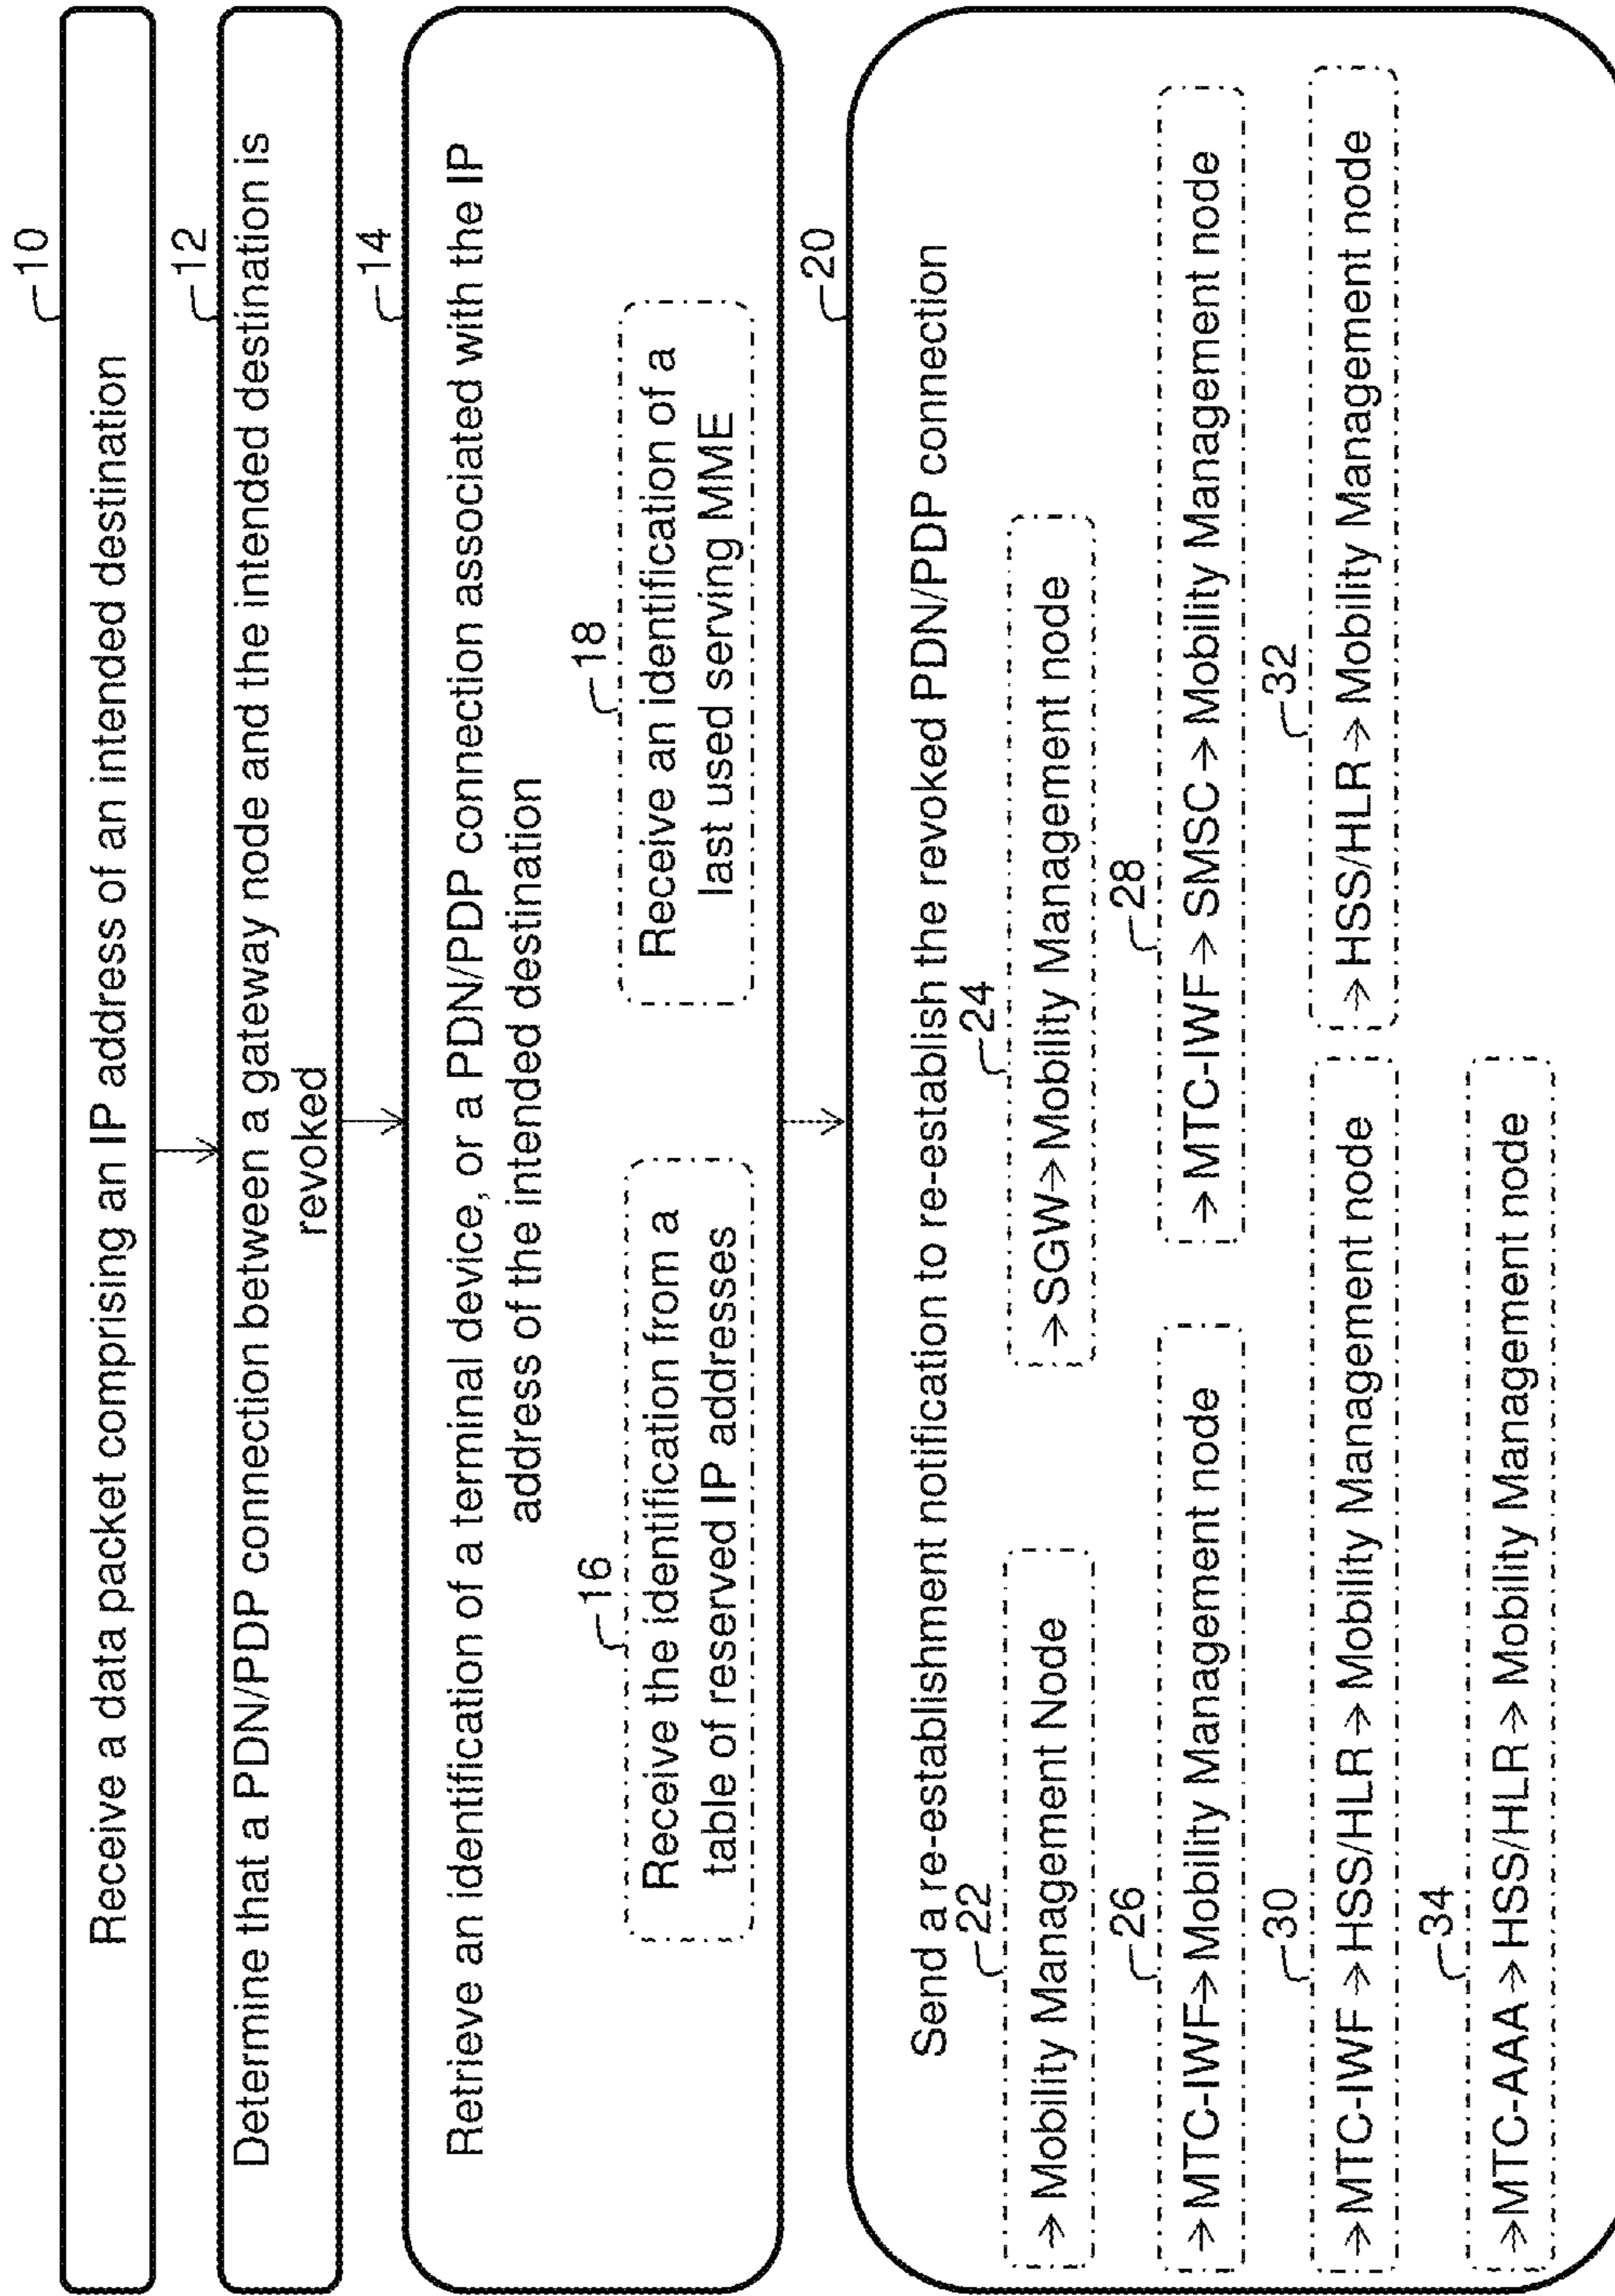 10
Receive a data packet comprising an IP address of an intended destination
12
Determine that a PDN/PDP connection between a gateway node and the intended destination is
revoked
14
Retrieve an identification of a terminal device, or a PDN/PDP connection associated with the IP
address of the intended destination
16
Receive the identification from a
table of reserved IP addresses
18
Receive an identification of a
last used serving MME
20
Send a re-establishment notification to re-establish the revoked PDN/PDP connection
22
→ Mobility Management Node
24
→SGW→Mobility Management node
26
→MTC-IWF→Mobility Management node
28
→MTC-IWF→ SMSC→ Mobility Management node
30
→MTC-IWF→HSS/HLR→ Mobility Management node
32
→ HSS/HLR→ Mobility Management node
34
→MTC-AAA→HSS/HLR→ Mobility Management node